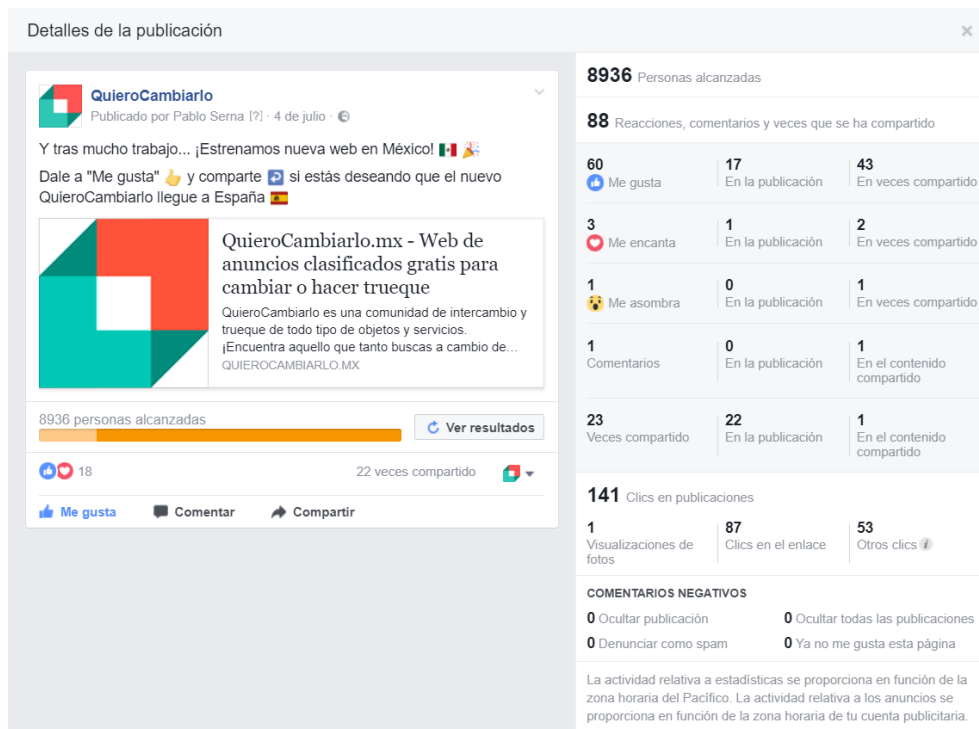 Detalles de la publicación
QuieroCambiarlo
Publicado por Pablo Serna [?] · 4 de julio ·
Y tras mucho trabajo... ¡Estrenamos nueva web en México! 🇲🇽 🎉
Dale a "Me gusta" 👍 y comparte ↩️ si estás deseando que el nuevo
QuieroCambiarlo llegue a España 🇪🇸
QuieroCambiarlo.mx - Web de
anuncios clasificados gratis para
cambiar o hacer trueque
QuieroCambiarlo es una comunidad de intercambio y
trueque de todo tipo de objetos y servicios.
¡Encuentra aquello que tanto buscas a cambio de...
QUIEROCAMBIARLO.MX
8936 personas alcanzadas
Ver resultados
18
22 veces compartido
Me gusta Comentar Compartir
8936 Personas alcanzadas
88 Reacciones, comentarios y veces que se ha compartido
60 17 43
Me gusta En la publicación En veces compartido
3 1 2
Me encanta En la publicación En veces compartido
1 0 1
Me asombra En la publicación En veces compartido
1 0 1
Comentarios En la publicación En el contenido
compartido
23 22 1
Veces compartido En la publicación En el contenido
compartido
141 Clics en publicaciones
1 87 53
Visualizaciones de Clics en el enlace Otros clics i
fotos
COMENTARIOS NEGATIVOS
0 Ocultar publicación 0 Ocultar todas las publicaciones
0 Denunciar como spam 0 Ya no me gusta esta página
La actividad relativa a estadísticas se proporciona en función de la
zona horaria del Pacífico. La actividad relativa a los anuncios se
proporciona en función de la zona horaria de tu cuenta publicitaria.